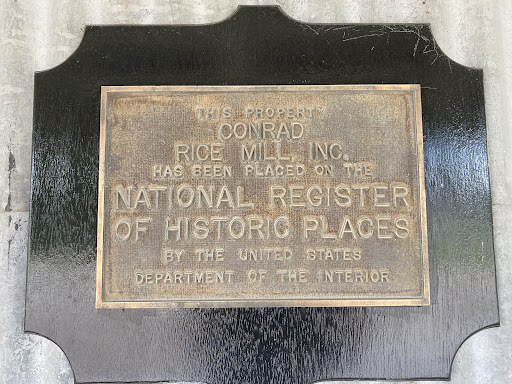 THIS PROPERTY
CONRAD
RICE MILL, INC.
HAS BEEN PLACED ON THE
NATIONAL REGISTER
OF HISTORIC PLACES
BY THE UNITED STATES
DEPARTMENT OF THE INTERIOR